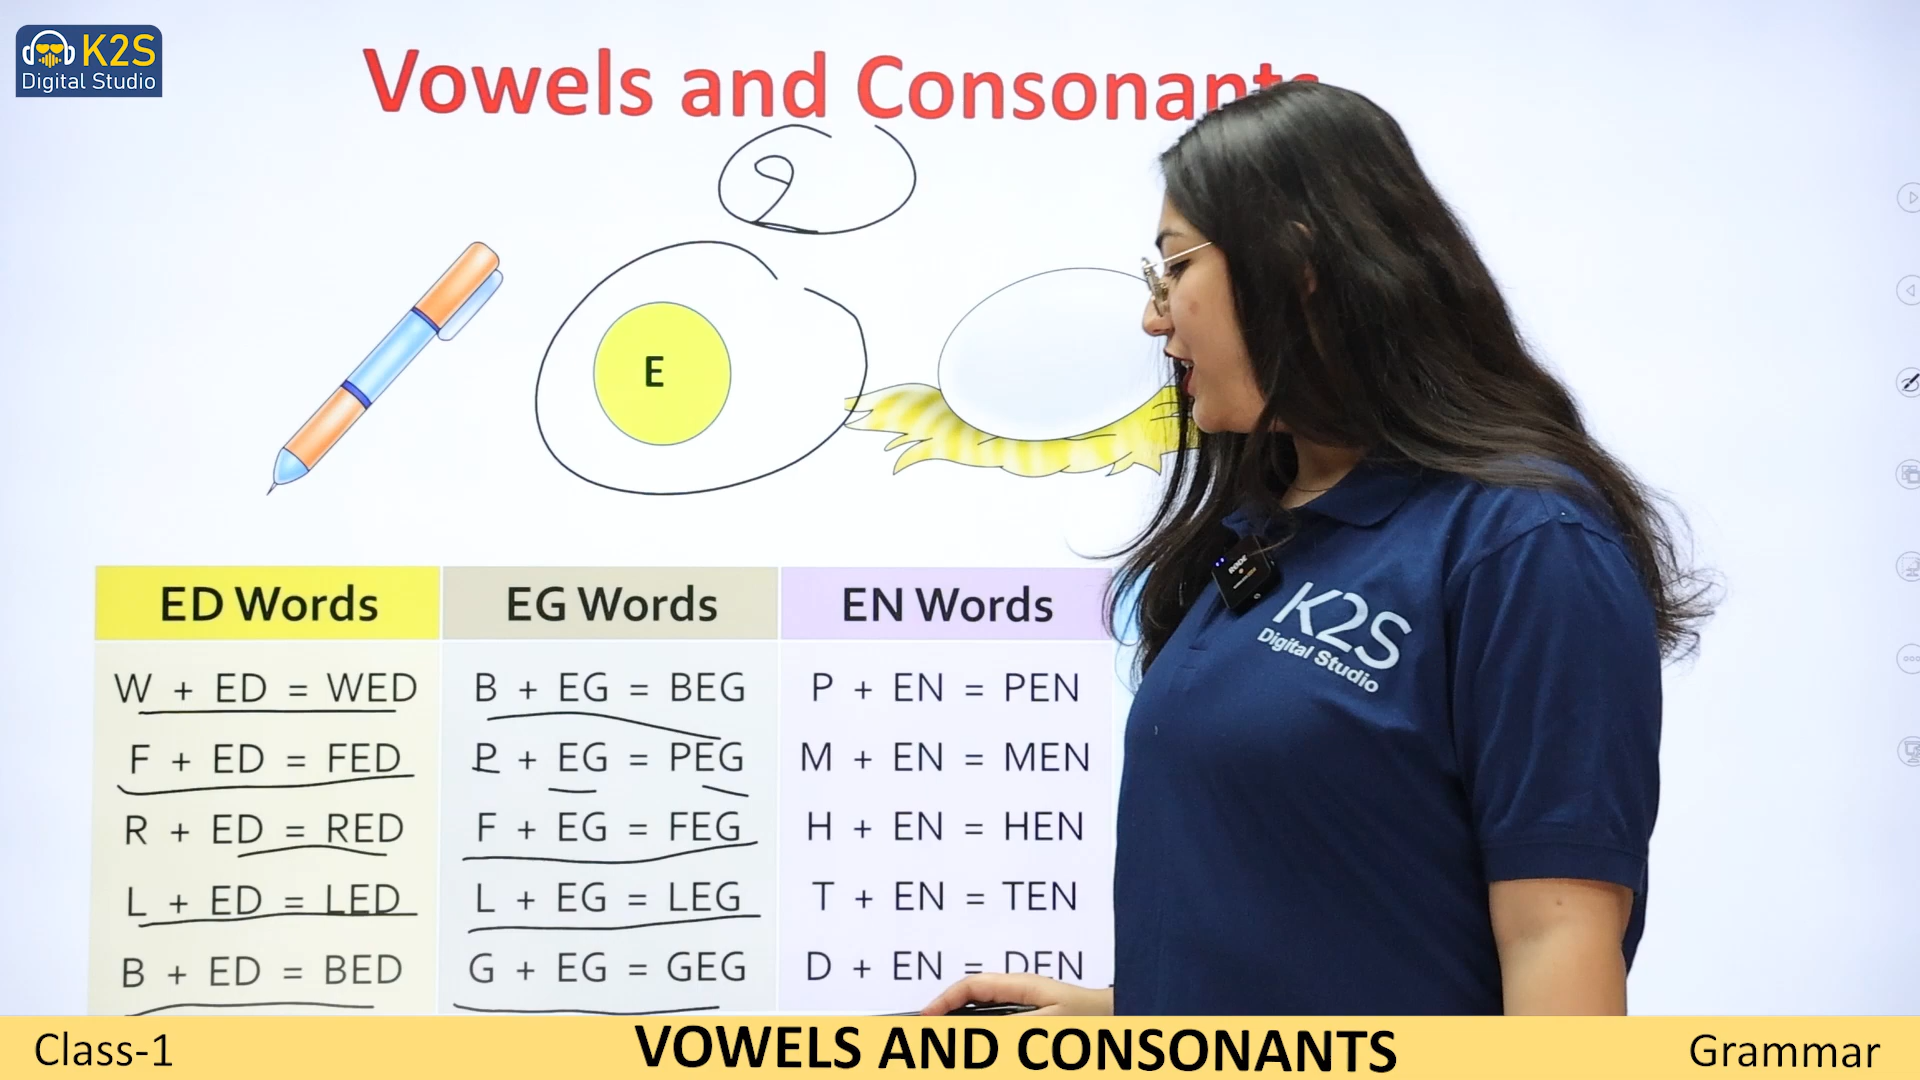 K2S
Digital Studio
Vowels and Consonants
E
ED Words EG Words EN Words
W + ED = WED B + EG = BEG P + EN = PEN
F + ED = FED P + EG = PEG M + EN = MEN
R + ED = RED F + EG = FEG H + EN = HEN
L + ED = LED L + EG = LEG T + EN = TEN
B + ED = BED G + EG = GEG D + EN = DEN
RODE
K2S
Digital Studio
Class-1 VOWELS AND CONSONANTS Grammar